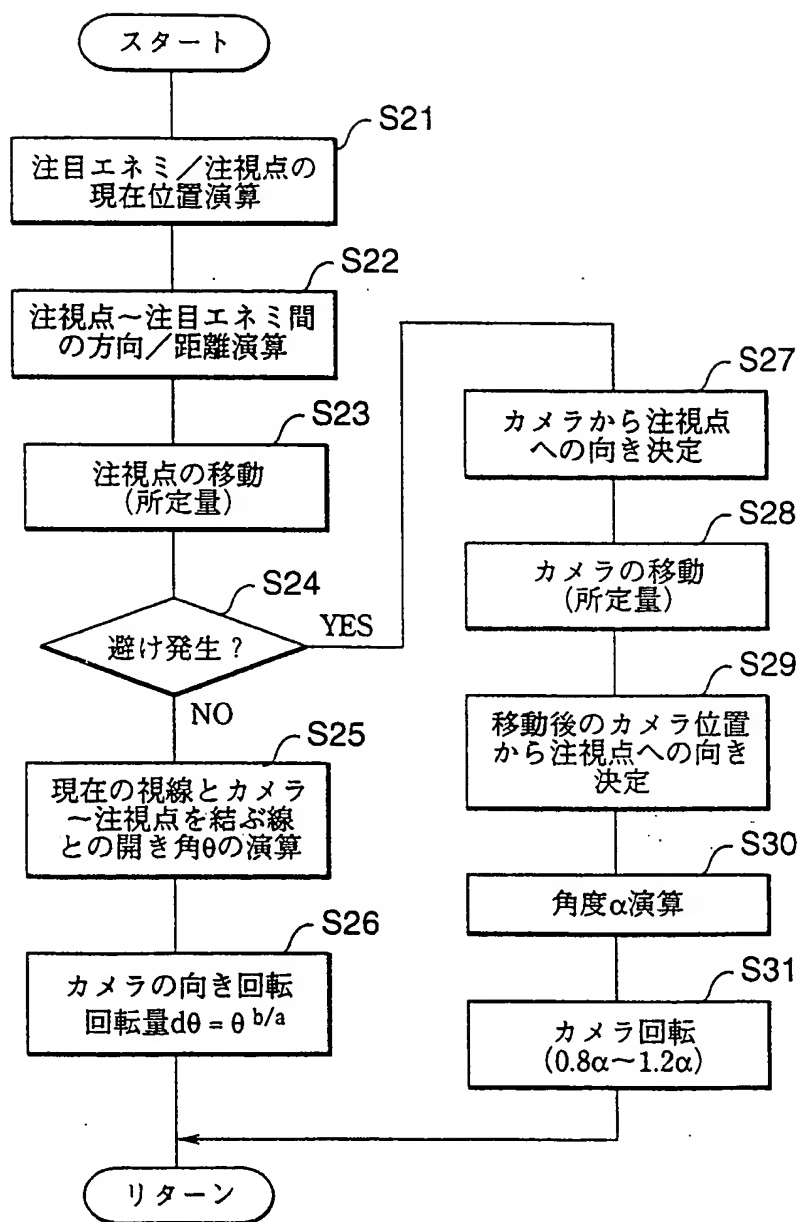 スタート
S21
注目エネミ/注視点の
現在位置演算
S22
注視点〜注目エネミ間
の方向/距離演算
S23
注視点の移動
(所定量)
S24
避け発生?
YES
NO
S25
現在の視線とカメラ
〜注視点を結ぶ線
との開き角θの演算
S26
カメラの向き回転
回転量dθ = θ b/a
S27
カメラから注視点
への向き決定
S28
カメラの移動
(所定量)
S29
移動後のカメラ位置
から注視点への向き
決定
S30
角度α演算
S31
カメラ回転
(0.8α〜1.2α)
リターン